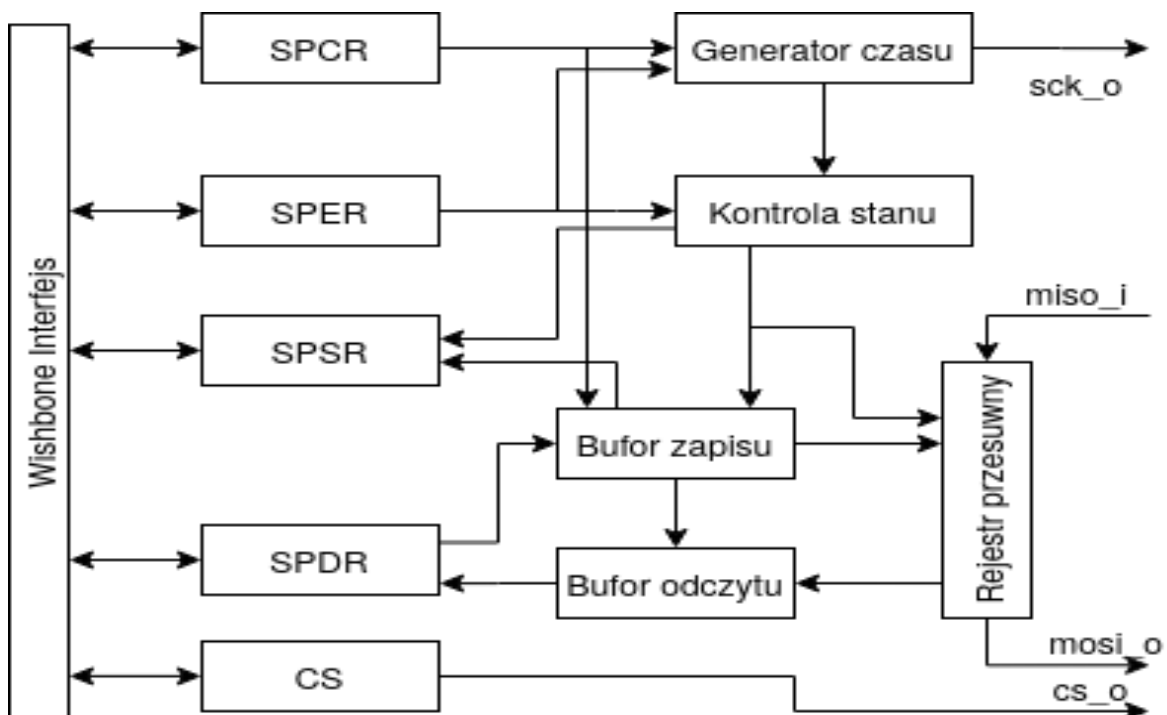 SPCR
Generator czasu
sck_o
SPER
Kontrola stanu
Wishbone Interfejs
miso_i
SPSR
Rejestr przesuwny
Bufor zapisu
SPDR
Bufor odczytu
mosi_o
CS
cs_o